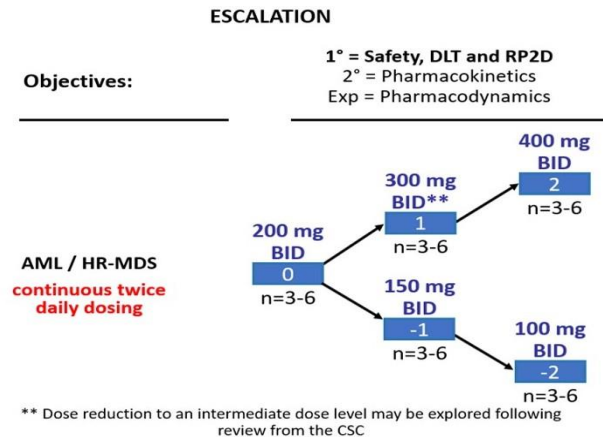 ESCALATION
Objectives:
1° = Safety, DLT and RP2D
2° = Pharmacokinetics
Exp = Pharmacodynamics
400 mg
BID
2
n=3-6
300 mg
BID**
1
n=3-6
200 mg
BID
0
n=3-6
AML / HR-MDS
continuous twice
daily dosing
150 mg
BID
-1
n=3-6
100 mg
BID
-2
n=3-6
** Dose reduction to an intermediate dose level may be explored following
review from the CSC